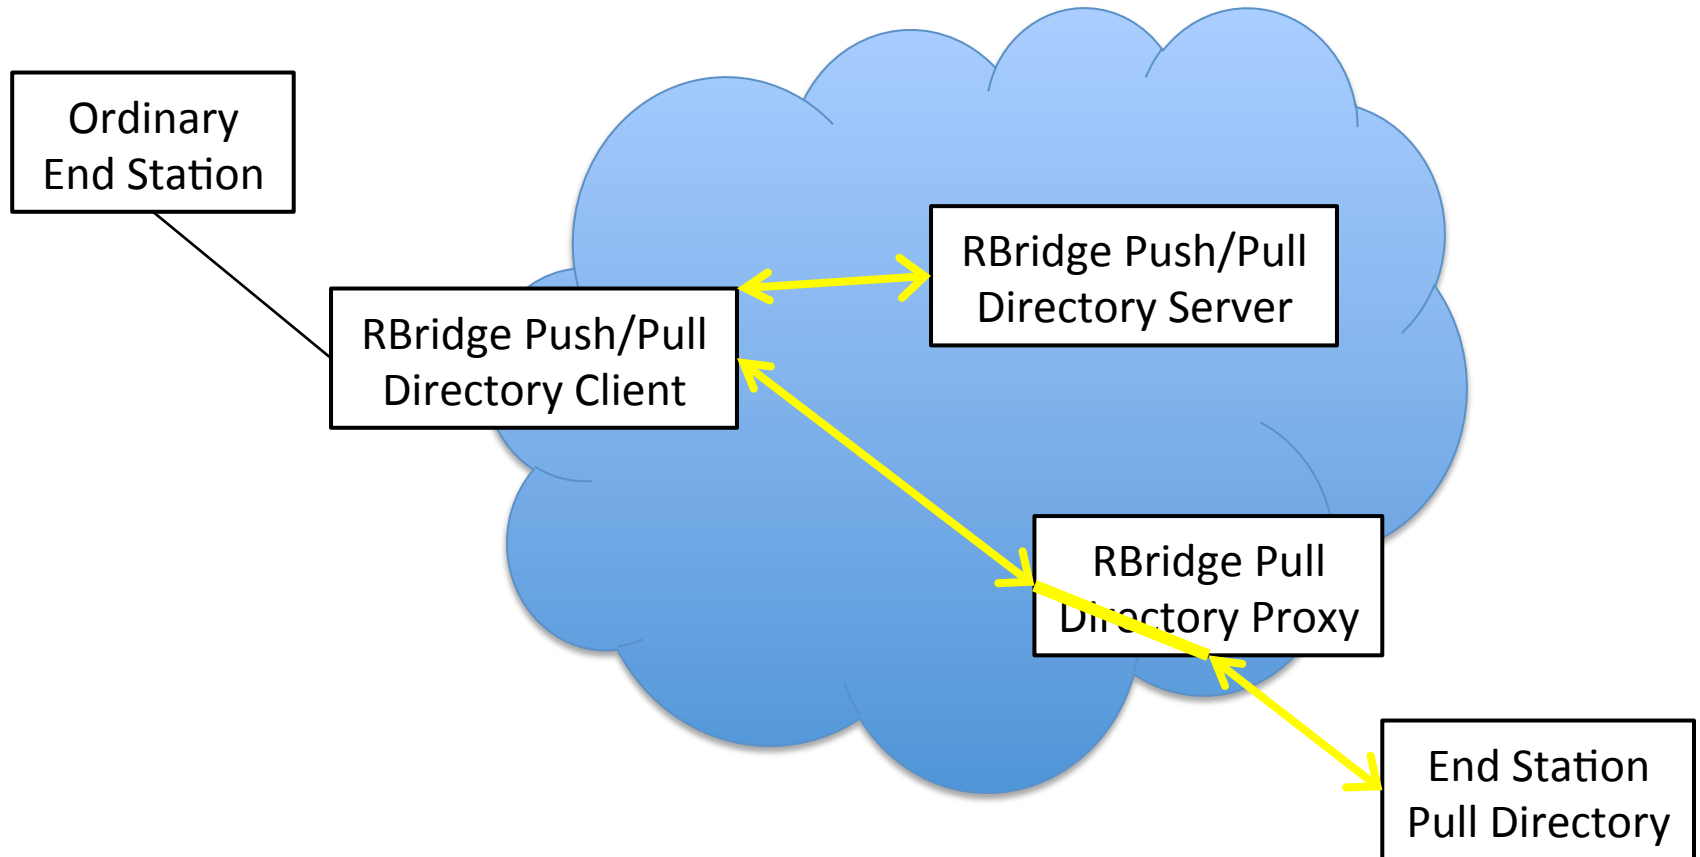 Ordinary
End Station
RBridge Push/Pull
Directory Server
RBridge Push/Pull
Directory Client
RBridge Pull
Directory Proxy
End Station
Pull Directory